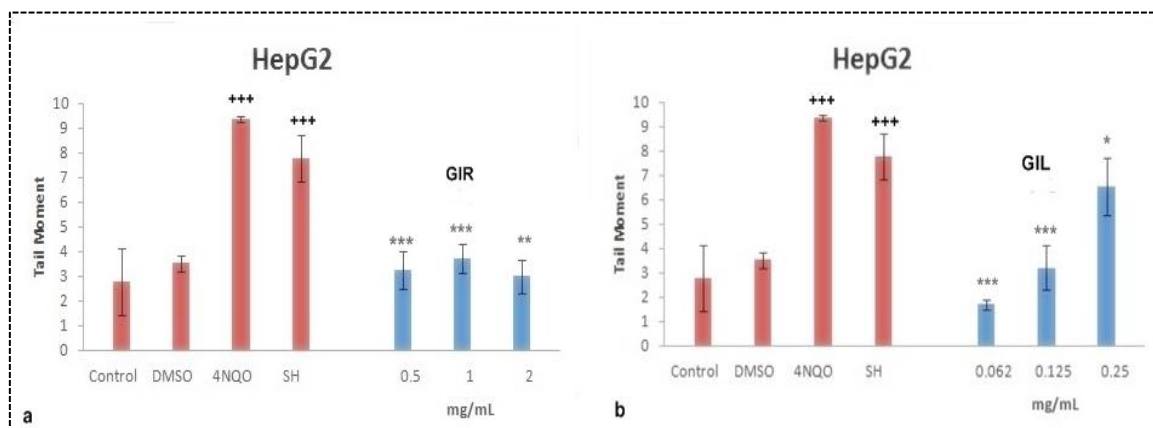 HepG2
+++
+++
GIR
***
***
**
10
9
8
7
6
5
4
3
2
1
0
Tail Moment
Control DMSO 4NQO SH 0.5 1 2
mg/mL
a
HepG2
+++
+++
GIL
***
***
*
10
9
8
7
6
5
4
3
2
1
0
Tail Moment
Control DMSO 4NQO SH 0.062 0.125 0.25
mg/mL
b